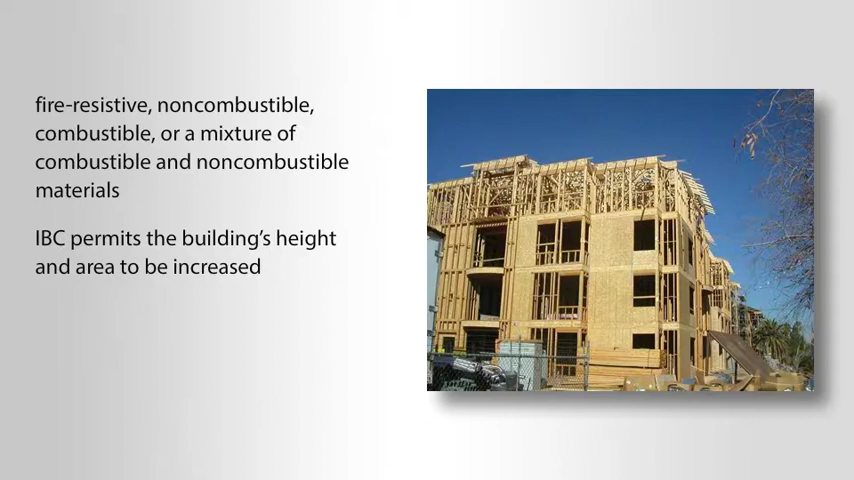 fire-resistive, noncombustible,
combustible, or a mixture of
combustible and noncombustible
materials
IBC permits the building’s height
and area to be increased